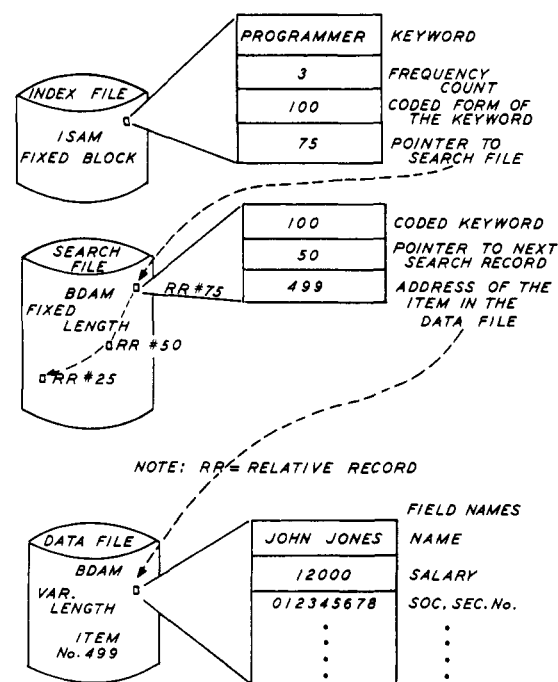 INDEX FILE
ISAM
FIXED BLOCK
PROGRAMMER KEYWORD
3 FREQUENCY
COUNT
100 CODED FORM OF
THE KEYWORD
75 POINTER TO
SEARCH FILE
SEARCH
FILE
BDAM
FIXED
LENGTH
RR #75
RR #50
RR #25
100 CODED KEYWORD
50 POINTER TO NEXT
SEARCH RECORD
499 ADDRESS OF THE
ITEM IN THE
DATA FILE
NOTE: RR = RELATIVE RECORD
DATA FILE
BDAM
VAR.
LENGTH
ITEM
No. 499
FIELD NAMES
JOHN JONES NAME
12000 SALARY
012345678 SOC. SEC. No.